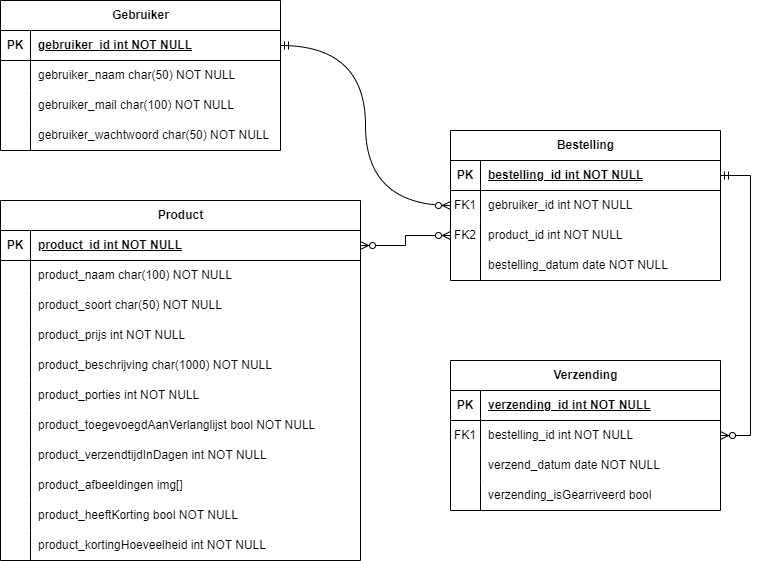 Gebruiker
PK gebruiker_id int NOT NULL
gebruiker_naam char(50) NOT NULL
gebruiker_mail char(100) NOT NULL
gebruiker_wachtwoord char(50) NOT NULL
Product
PK product_id int NOT NULL
product_naam char(100) NOT NULL
product_soort char(50) NOT NULL
product_prijs int NOT NULL
product_beschrijving char(1000) NOT NULL
product_porties int NOT NULL
product_toegevoegdAanVerlanglijst bool NOT NULL
product_verzendtijdInDagen int NOT NULL
product_afbeeldingen img[]
product_heeftKorting bool NOT NULL
product_kortingHoeveelheid int NOT NULL
Bestelling
PK bestelling_id int NOT NULL
FK1 gebruiker_id int NOT NULL
FK2 product_id int NOT NULL
bestelling_datum date NOT NULL
Verzending
PK verzending_id int NOT NULL
FK1 bestelling_id int NOT NULL
verzend_datum date NOT NULL
verzending_isGearriveerd bool